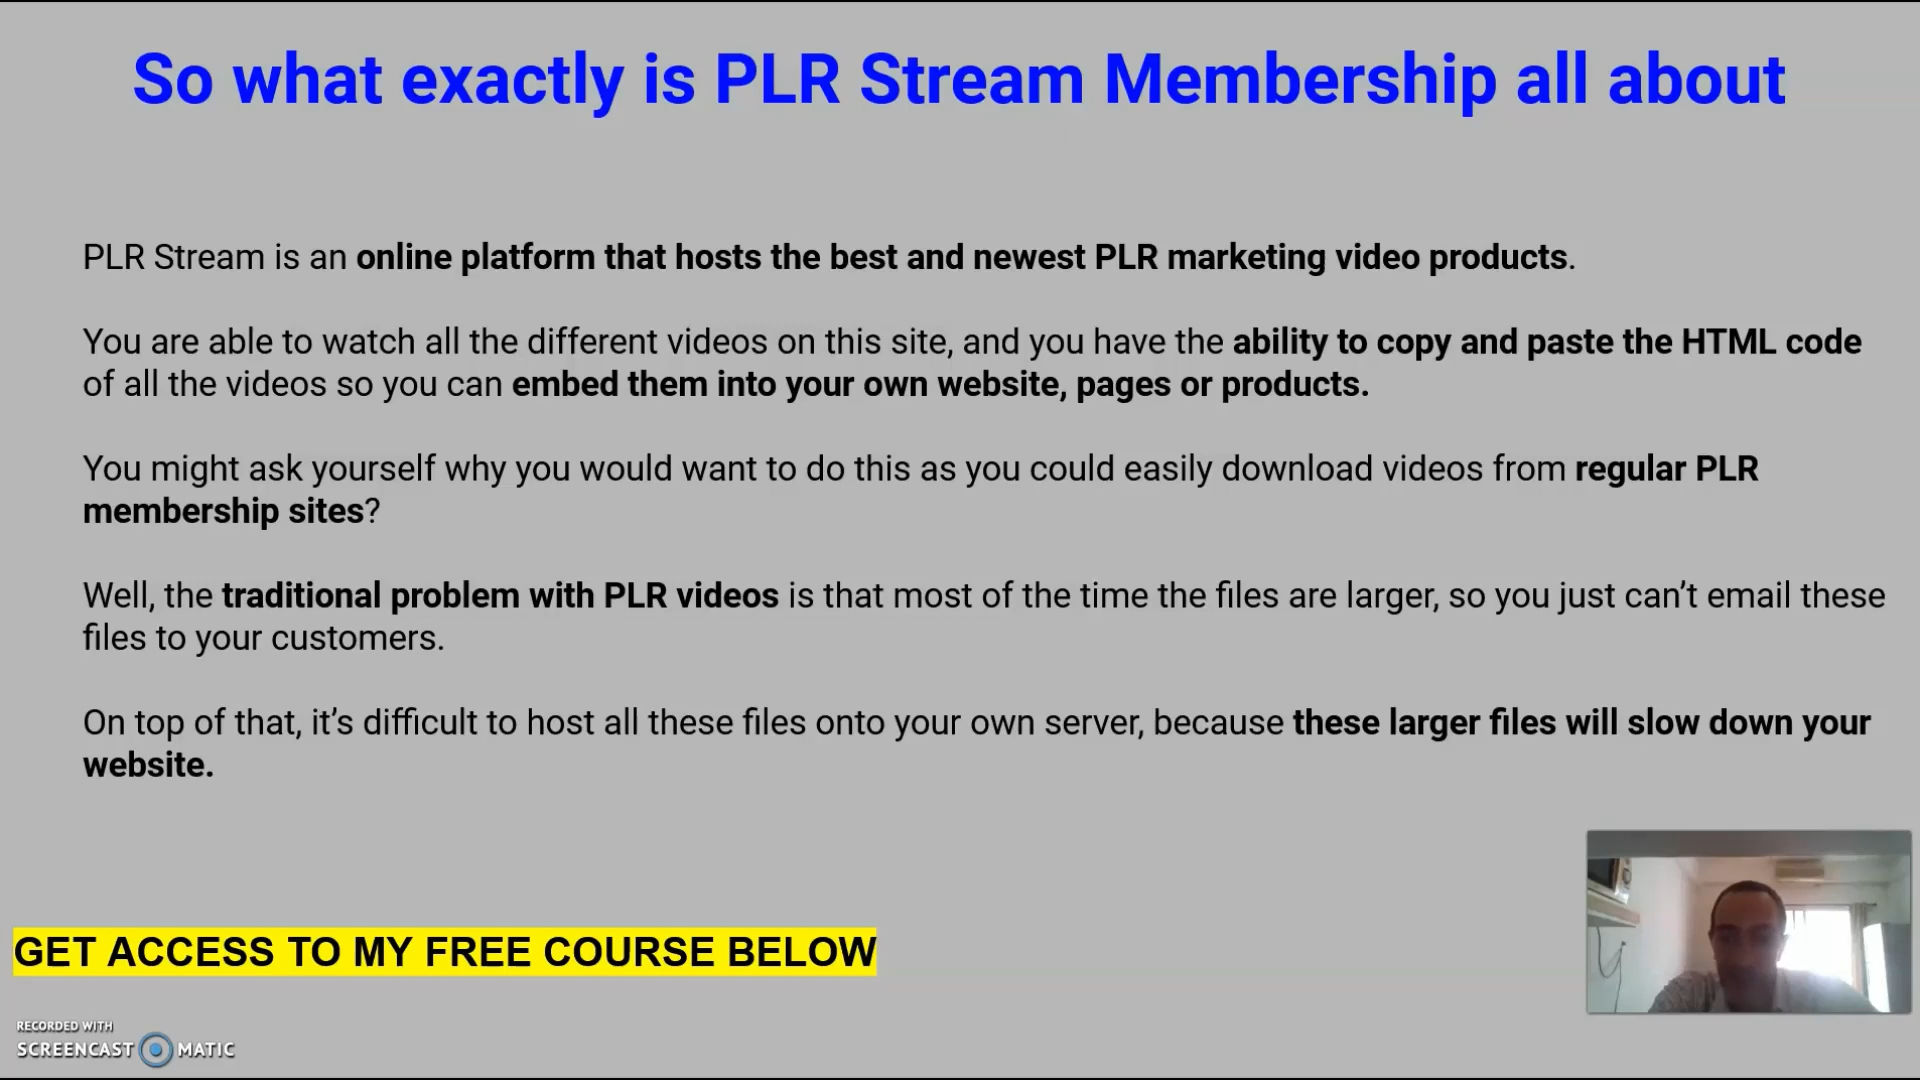 So what exactly is PLR Stream Membership all about
PLR Stream is an online platform that hosts the best and newest PLR marketing video products.
You are able to watch all the different videos on this site, and you have the ability to copy and paste the HTML code
of all the videos so you can embed them into your own website, pages or products.
You might ask yourself why you would want to do this as you could easily download videos from regular PLR
membership sites?
Well, the traditional problem with PLR videos is that most of the time the files are larger, so you just can’t email these
files to your customers.
On top of that, it’s difficult to host all these files onto your own server, because these larger files will slow down your
website.
GET ACCESS TO MY FREE COURSE BELOW
RECORDED WITH
SCREENCAST MATIC